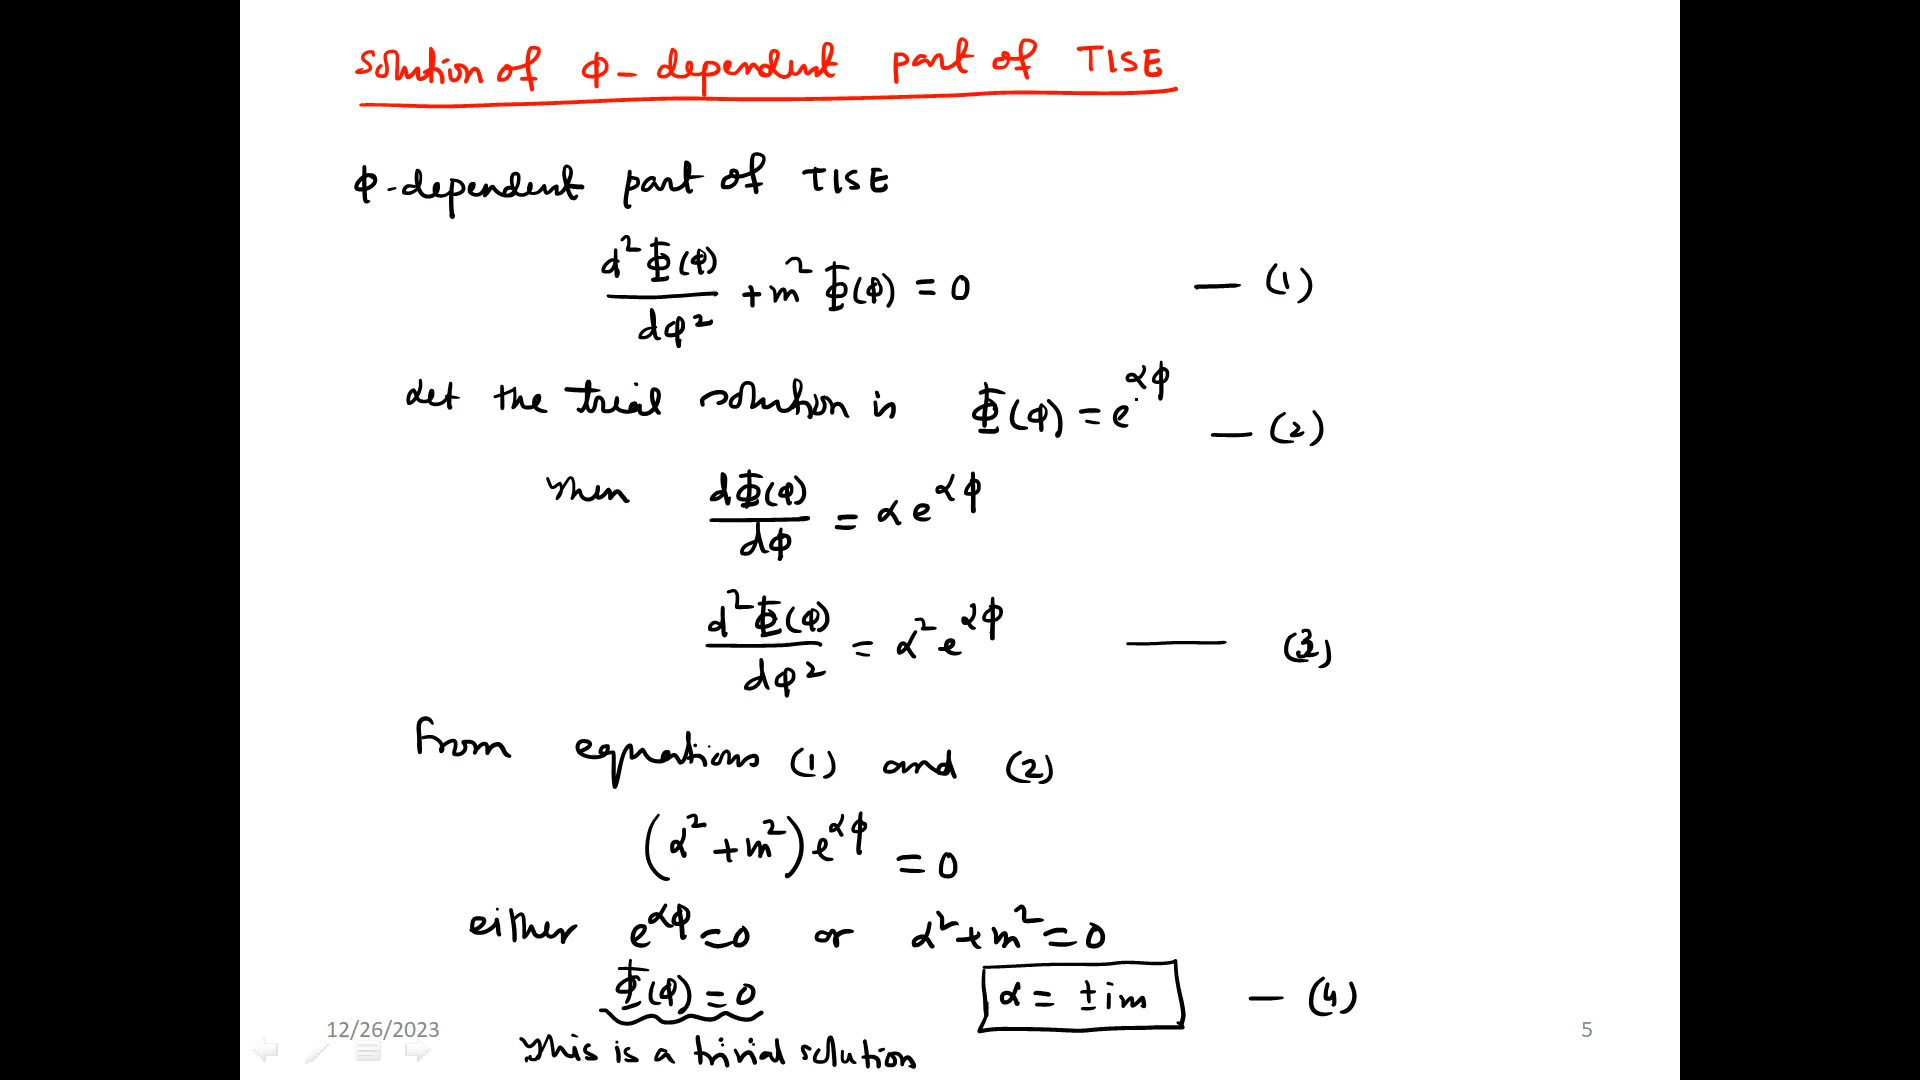 Solution of Φ-dependent part of TISE
Φ-dependent part of TISE
d²Φ(φ)/dφ² + m²Φ(φ) = 0 — (1)
Let the trial solution is Φ(φ) = e^{αφ} — (2)
Then dΦ(φ)/dφ = α e^{αφ}
d²Φ(φ)/dφ² = α² e^{αφ} — (3)
From equations (1) and (2)
(α² + m²) e^{αφ} = 0
either e^{αφ} = 0 or α² + m² = 0
Φ(φ) = 0 α = ± im — (4)
This is a trivial solution
12/26/2023
5